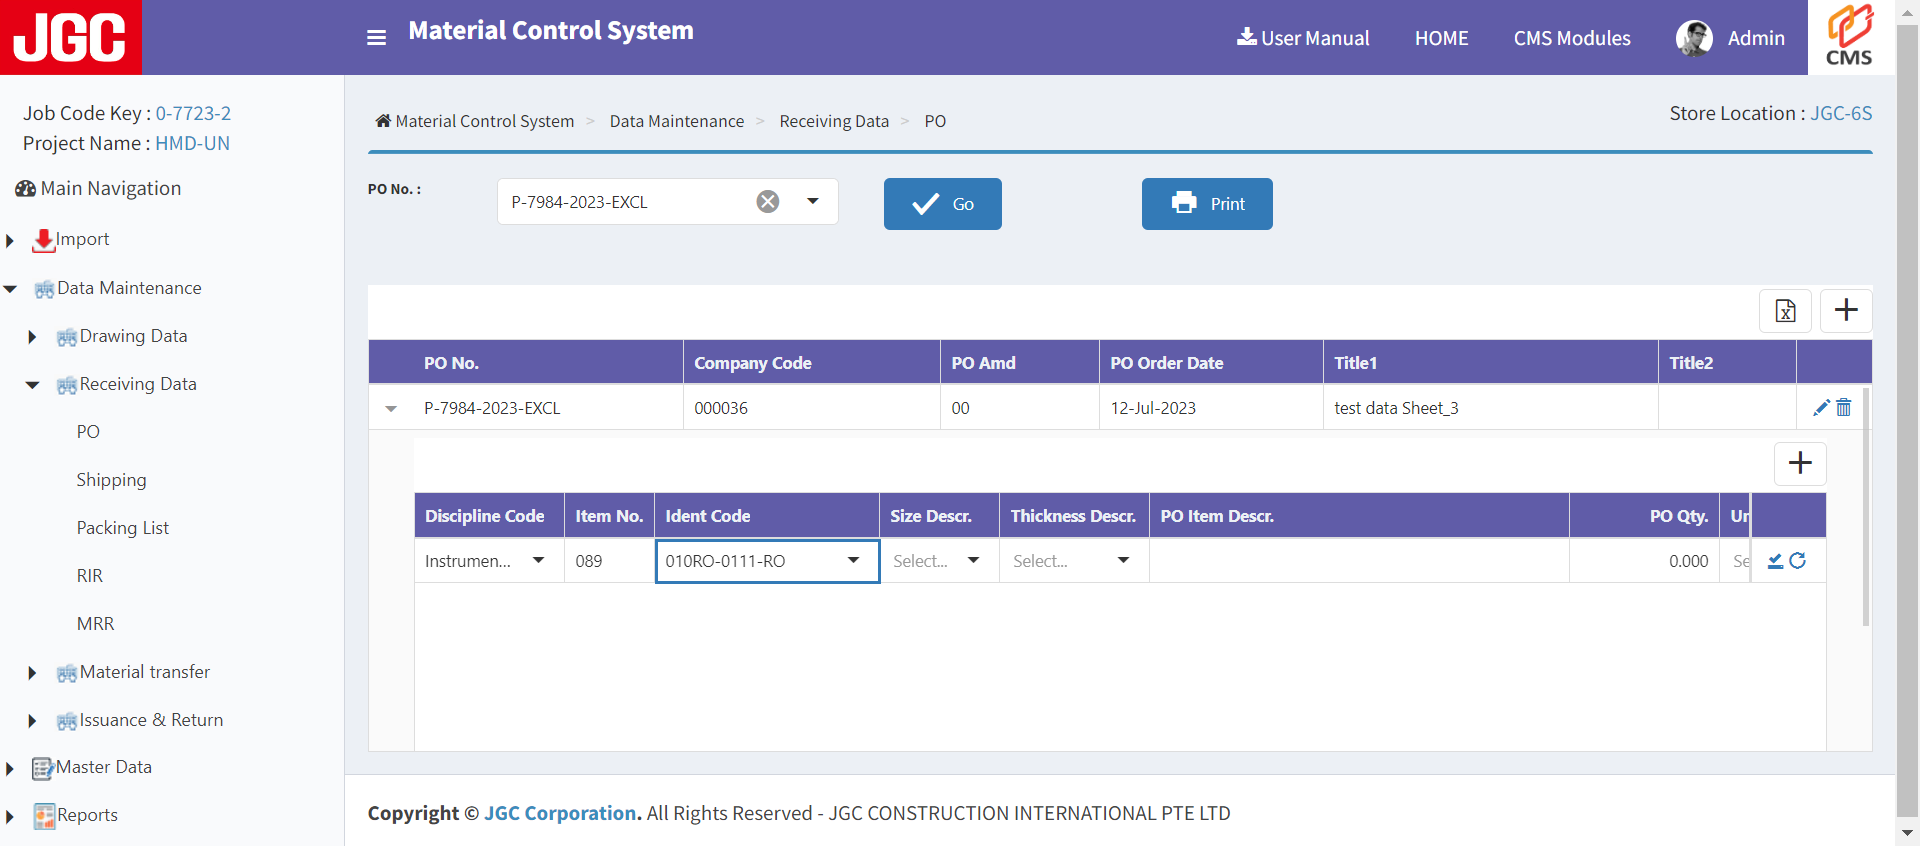 JGC
Material Control System
User Manual
HOME
CMS Modules
Admin
CMS
Job Code Key : 0-7723-2
Project Name : HMD-UN
Main Navigation
Import
Data Maintenance
Drawing Data
Receiving Data
PO
Shipping
Packing List
RIR
MRR
Material transfer
Issuance & Return
Master Data
Reports
Material Control System > Data Maintenance > Receiving Data > PO
Store Location : JGC-6S
PO No. :
P-7984-2023-EXCL
Go
Print
PO No. Company Code PO Amd PO Order Date Title1 Title2
P-7984-2023-EXCL 000036 00 12-Jul-2023 test data Sheet_3
Discipline Code Item No. Ident Code Size Descr. Thickness Descr. PO Item Descr. PO Qty. Un
Instrumen... 089 010RO-0111-RO Select... Select... 0.000 Se
Copyright © JGC Corporation. All Rights Reserved - JGC CONSTRUCTION INTERNATIONAL PTE LTD